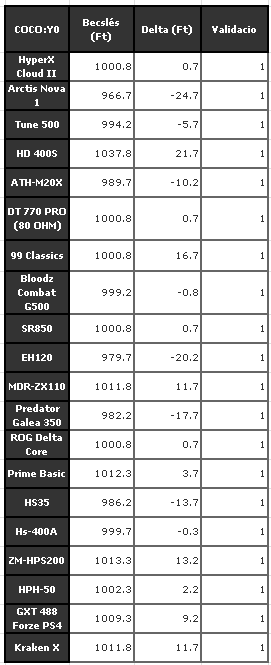 COCO:Y0 Becslés (Ft) Delta (Ft) Validacio
HyperX Cloud II 1000.8 0.7 1
Arctis Nova 1 966.7 -24.7 1
Tune 500 994.2 -5.7 1
HD 400S 1037.8 21.7 1
ATH-M20X 989.7 -10.2 1
DT 770 PRO (80 OHM) 1000.8 0.7 1
99 Classics 1000.8 16.7 1
Bloodz Combat G500 999.2 -0.8 1
SR850 1000.8 0.7 1
EH120 979.7 -20.2 1
MDR-ZX110 1011.8 11.7 1
Predator Galea 350 982.2 -17.7 1
ROG Delta Core 1000.8 0.7 1
Prime Basic 1012.3 3.7 1
HS35 986.2 -13.7 1
Hs-400A 999.7 -0.3 1
ZM-HPS200 1013.3 13.2 1
HPH-50 1002.3 2.2 1
GXT 488 Forze PS4 1009.3 9.2 1
Kraken X 1011.8 11.7 1